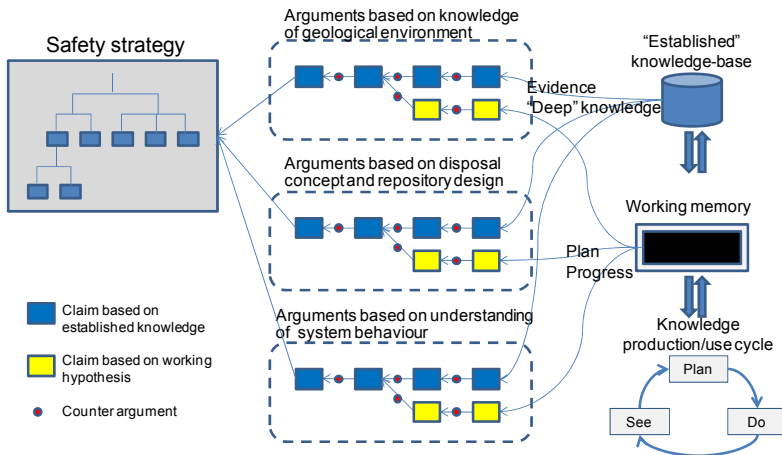 Safety strategy
Arguments based on knowledge
of geological environment
"Established"
knowledge-base
Evidence
"Deep" knowledge
Arguments based on disposal
concept and repository design
Working memory
Plan
Progress
Claim based on
established knowledge
Claim based on working
hypothesis
Counter argument
Arguments based on understanding
of system behaviour
Knowledge
production/use cycle
Plan
See
Do